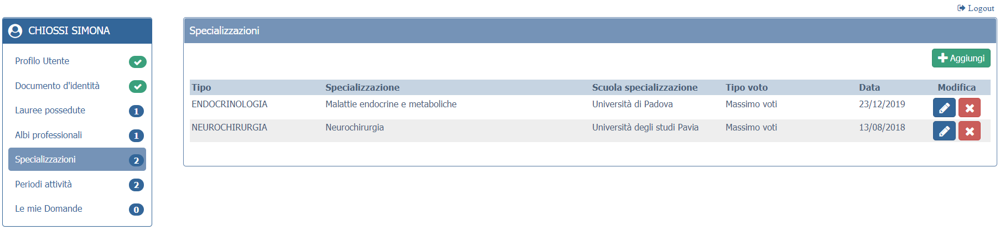 Logout
CHIOSSI SIMONA
Profilo Utente
Documento d'identità
Lauree possedute 1
Albi professionali 1
Specializzazioni 2
Periodi attività 2
Le mie Domande 0
Specializzazioni
Aggiungi
Tipo Specializzazione Scuola specializzazione Tipo voto Data Modifica
ENDOCRINOLOGIA Malattie endocrine e metaboliche Università di Padova Massimo voti 23/12/2019
NEUROCHIRURGIA Neurochirurgia Università degli studi Pavia Massimo voti 13/08/2018